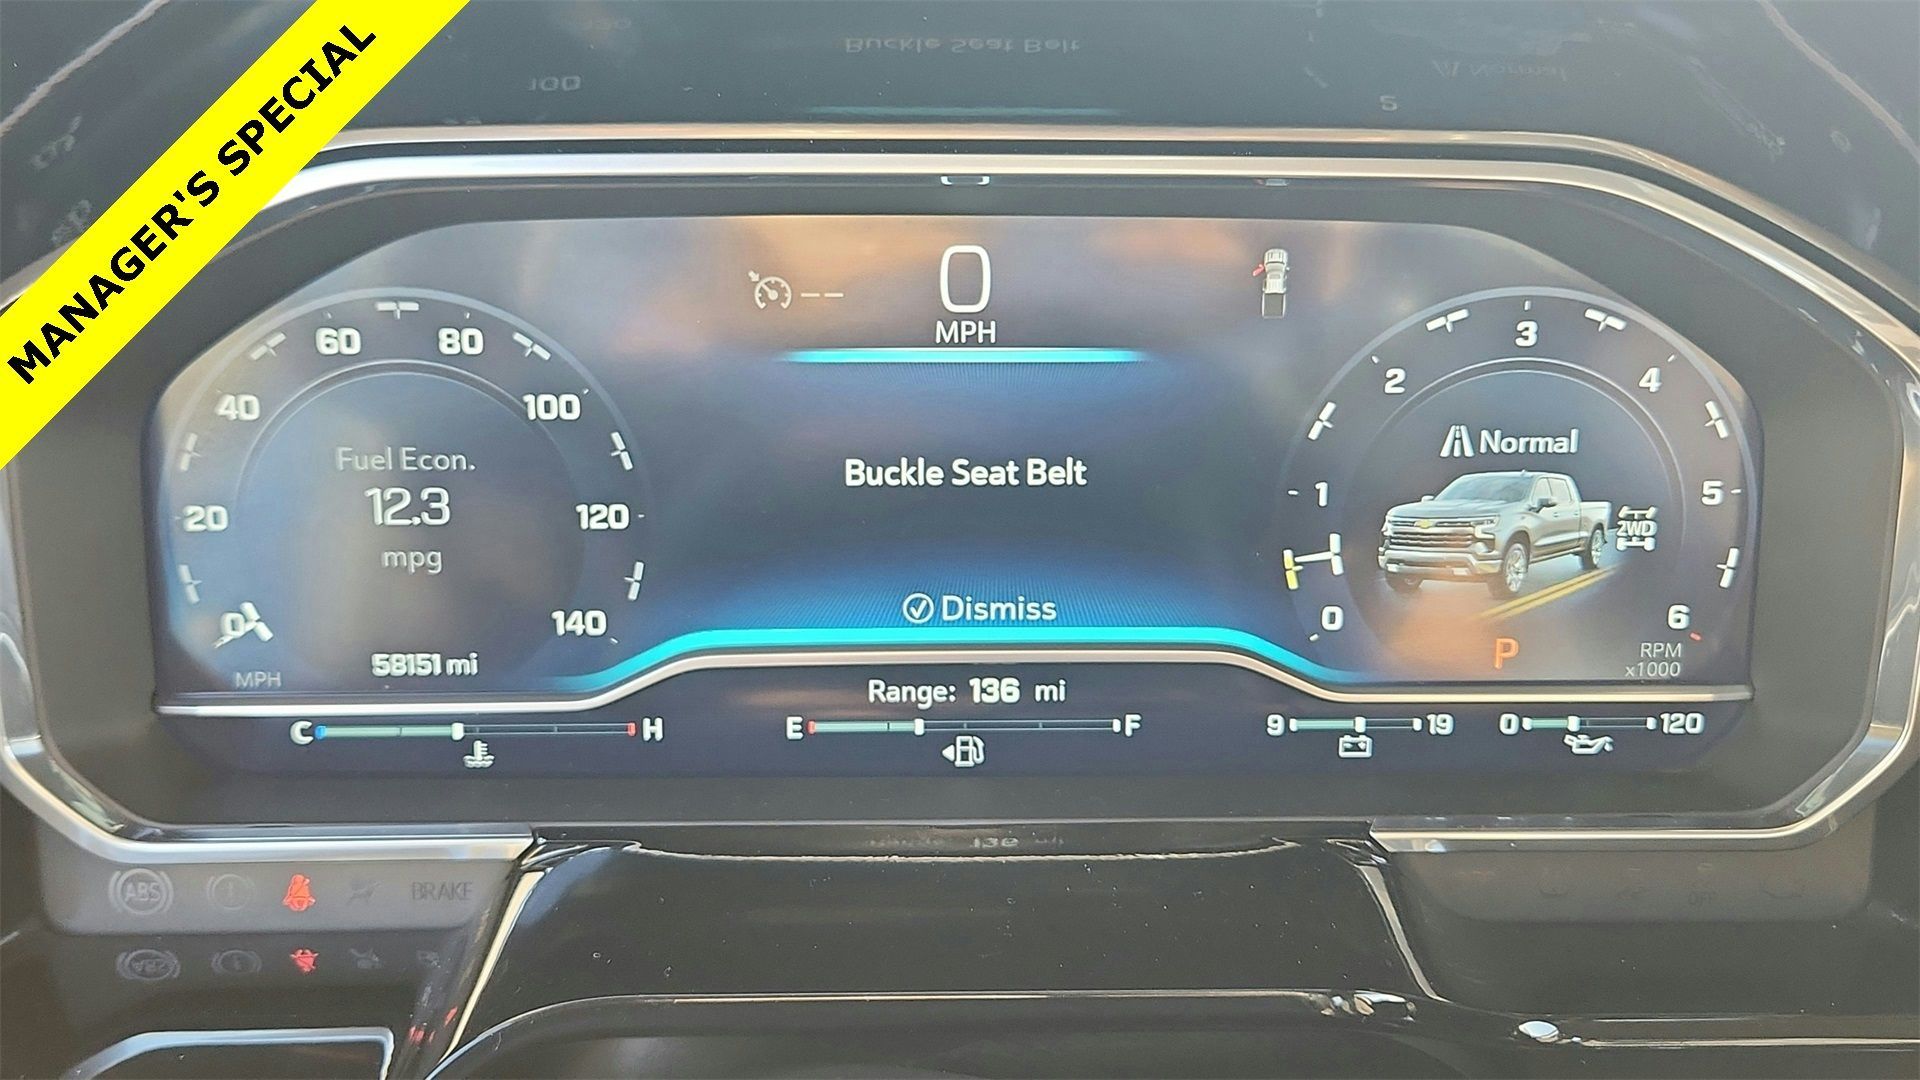 MANAGER'S SPECIAL
0
MPH
60 80
40 100
20 120
0 140
MPH
Fuel Econ.
12.3
mpg
58151 mi
Buckle Seat Belt
Dismiss
3
2 4
1 5
0 6
Normal
2WD
P
RPM
x1000
Range: 136 mi
C H
E F
9 19
0 120
ABS
BRAKE